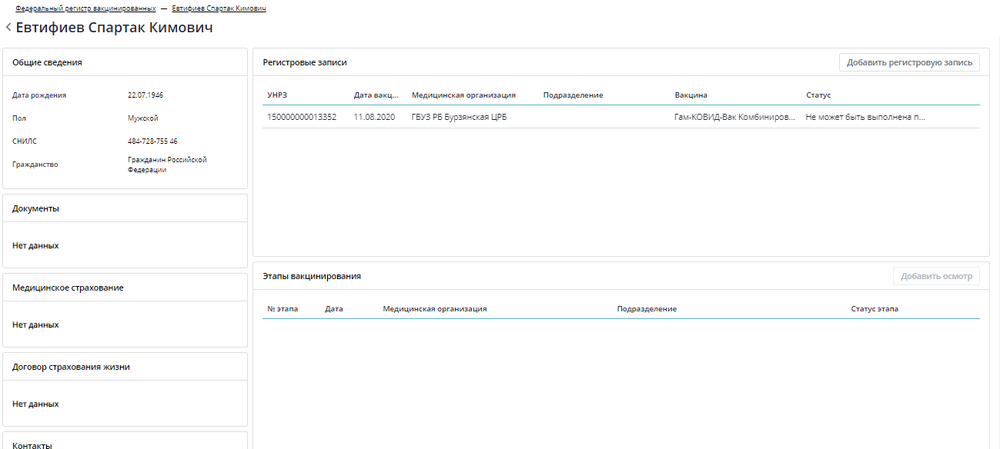 Федеральный регистр вакцинированных — Евтифиев Спартак Кимович
Евтифиев Спартак Кимович
Общие сведения
Дата рождения 22.07.1946
Пол Мужской
СНИЛС 484-728-755 46
Гражданство Гражданин Российской
Федерации
Документы
Нет данных
Медицинское страхование
Нет данных
Договор страхования жизни
Нет данных
Контакты
Регистровые записи Добавить регистровую запись
УНРЗ Дата вакц... Медицинская организация Подразделение Вакцина Статус
150000000013352 11.08.2020 ГБУЗ РБ Бурзянская ЦРБ Гам-КОВИД-Вак Комбиниров... Не может быть выполнена п...
Этапы вакцинирования Добавить осмотр
№ этапа Дата Медицинская организация Подразделение Статус этапа